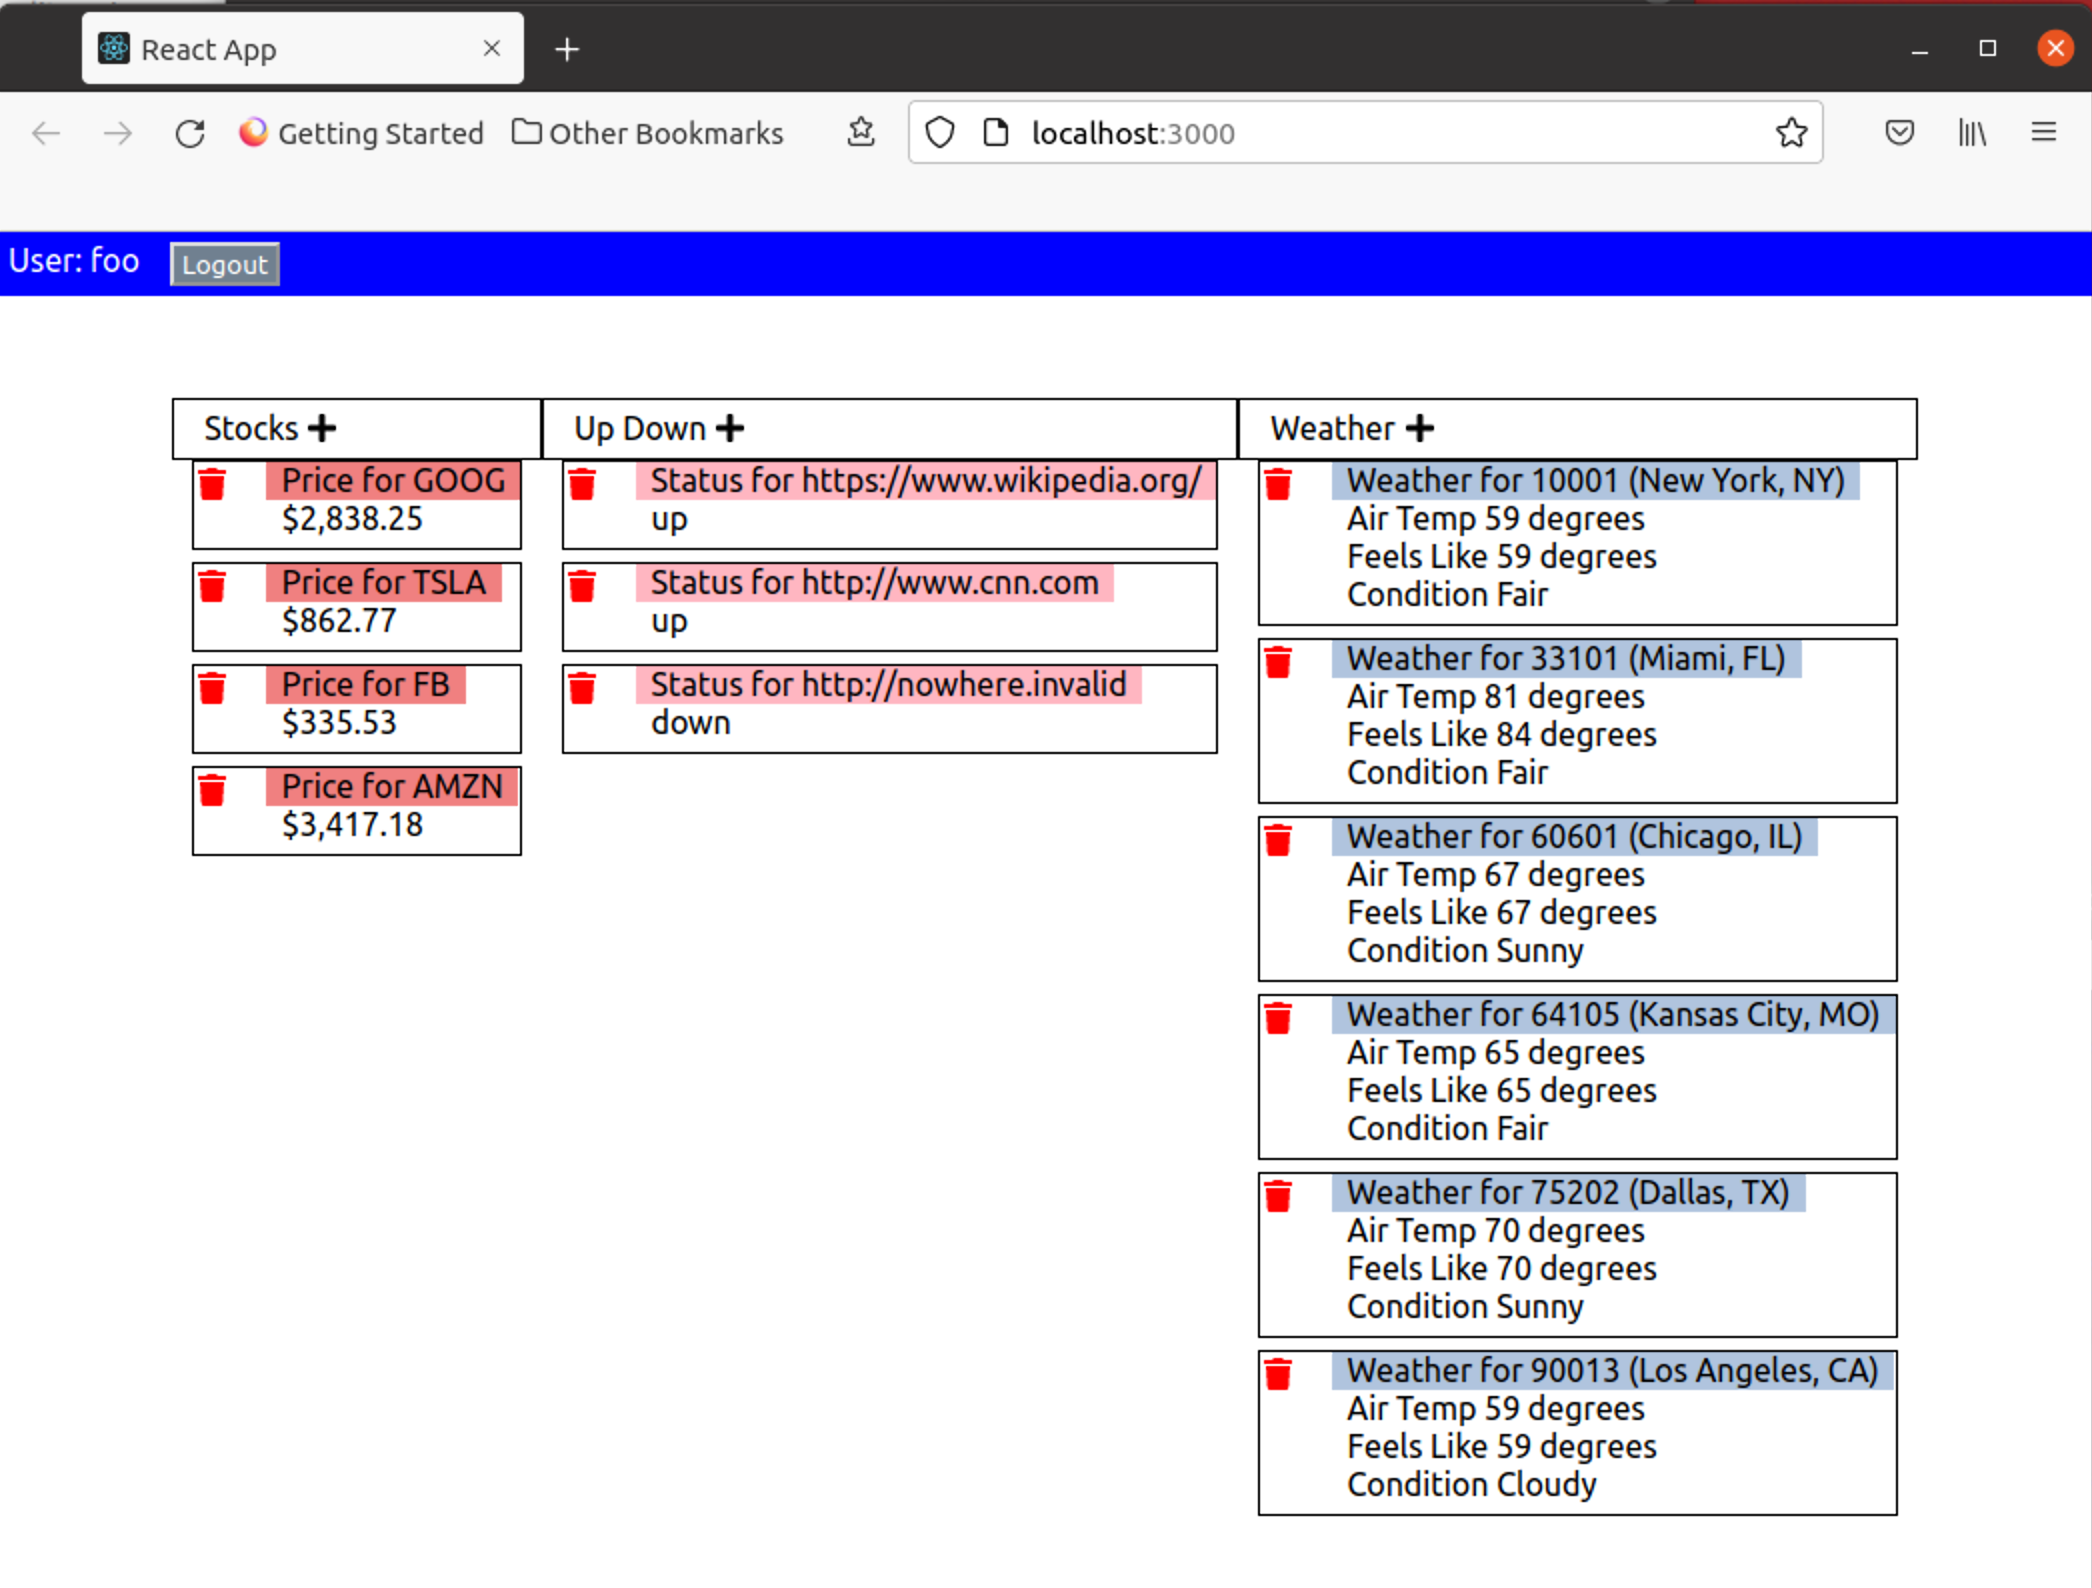 React App
Getting Started Other Bookmarks localhost:3000
User: foo Logout
Stocks
Price for GOOG
$2,838.25
Price for TSLA
$862.77
Price for FB
$335.53
Price for AMZN
$3,417.18
Up Down
Status for https://www.wikipedia.org/
up
Status for http://www.cnn.com
up
Status for http://nowhere.invalid
down
Weather
Weather for 10001 (New York, NY)
Air Temp 59 degrees
Feels Like 59 degrees
Condition Fair
Weather for 33101 (Miami, FL)
Air Temp 81 degrees
Feels Like 84 degrees
Condition Fair
Weather for 60601 (Chicago, IL)
Air Temp 67 degrees
Feels Like 67 degrees
Condition Sunny
Weather for 64105 (Kansas City, MO)
Air Temp 65 degrees
Feels Like 65 degrees
Condition Fair
Weather for 75202 (Dallas, TX)
Air Temp 70 degrees
Feels Like 70 degrees
Condition Sunny
Weather for 90013 (Los Angeles, CA)
Air Temp 59 degrees
Feels Like 59 degrees
Condition Cloudy